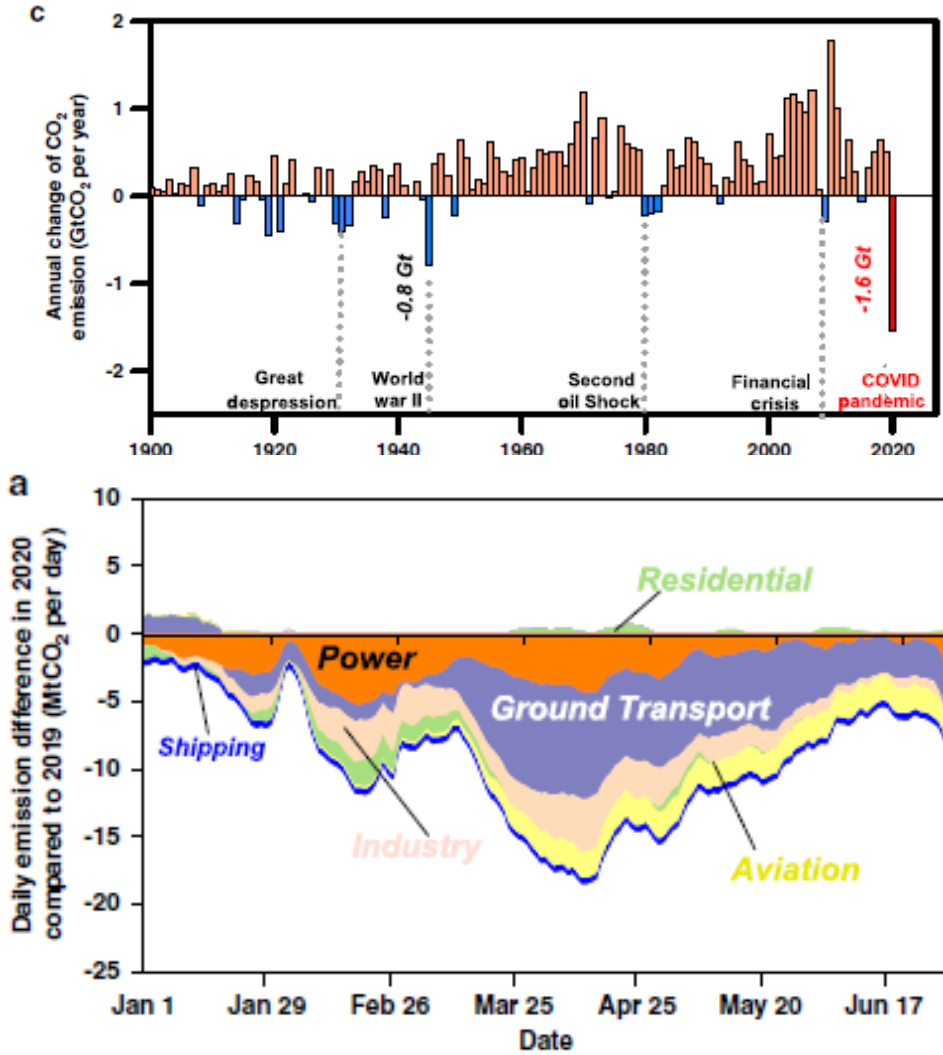 c
2
1
0
-1
-2
Annual change of CO2
emission (GtCO2 per year)
-0.8 Gt
-1.6 Gt
Great
despression
World
war II
Second
oil Shock
Financial
crisis
COVID
pandemic
1900
1920
1940
1960
1980
2000
2020
a
10
5
0
-5
-10
-15
-20
-25
Daily emission difference in 2020
compared to 2019 (MtCO2 per day)
Residential
Power
Ground Transport
Shipping
Industry
Aviation
Jan 1
Jan 29
Feb 26
Mar 25
Apr 25
May 20
Jun 17
Date